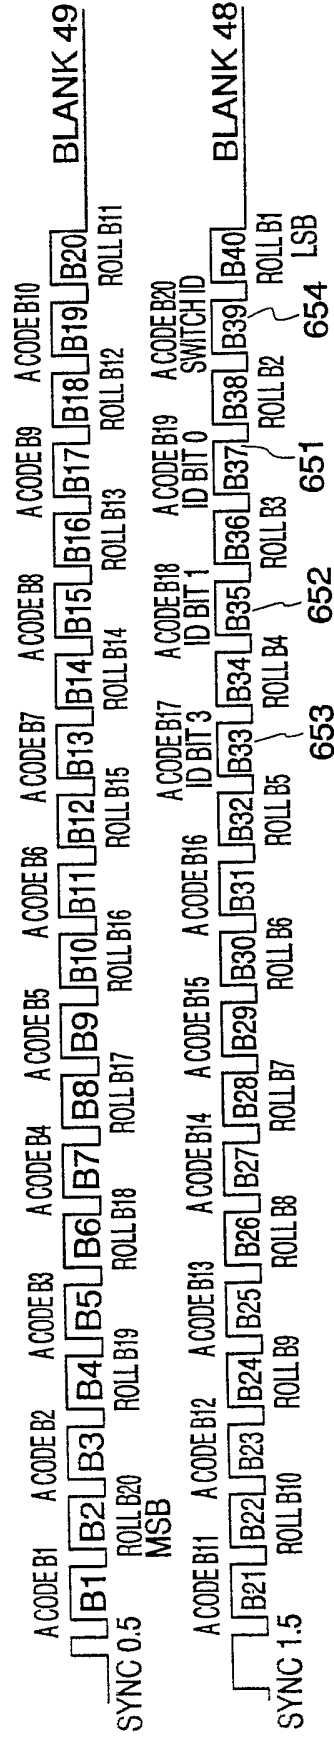 A CODE B1 A CODE B2 A CODE B3 A CODE B4 A CODE B5 A CODE B6 A CODE B7 A CODE B8 A CODE B9 A CODE B10
B1 B2 B3 B4 B5 B6 B7 B8 B9 B10 B11 B12 B13 B14 B15 B16 B17 B18 B19 B20 BLANK 49
SYNC 0.5 ROLL B20 ROLL B19 ROLL B18 ROLL B17 ROLL B16 ROLL B15 ROLL B14 ROLL B13 ROLL B12 ROLL B11
MSB
A CODE B11 A CODE B12 A CODE B13 A CODE B14 A CODE B15 A CODE B16 A CODE B17 A CODE B18 A CODE B19 A CODE B20
ID BIT 3 ID BIT 1 ID BIT 0 SWITCH ID
B21 B22 B23 B24 B25 B26 B27 B28 B29 B30 B31 B32 B33 B34 B35 B36 B37 B38 B39 B40 BLANK 48
SYNC 1.5 ROLL B10 ROLL B9 ROLL B8 ROLL B7 ROLL B6 ROLL B5 ROLL B4 ROLL B3 ROLL B2 ROLL B1
LSB
653 652 651 654